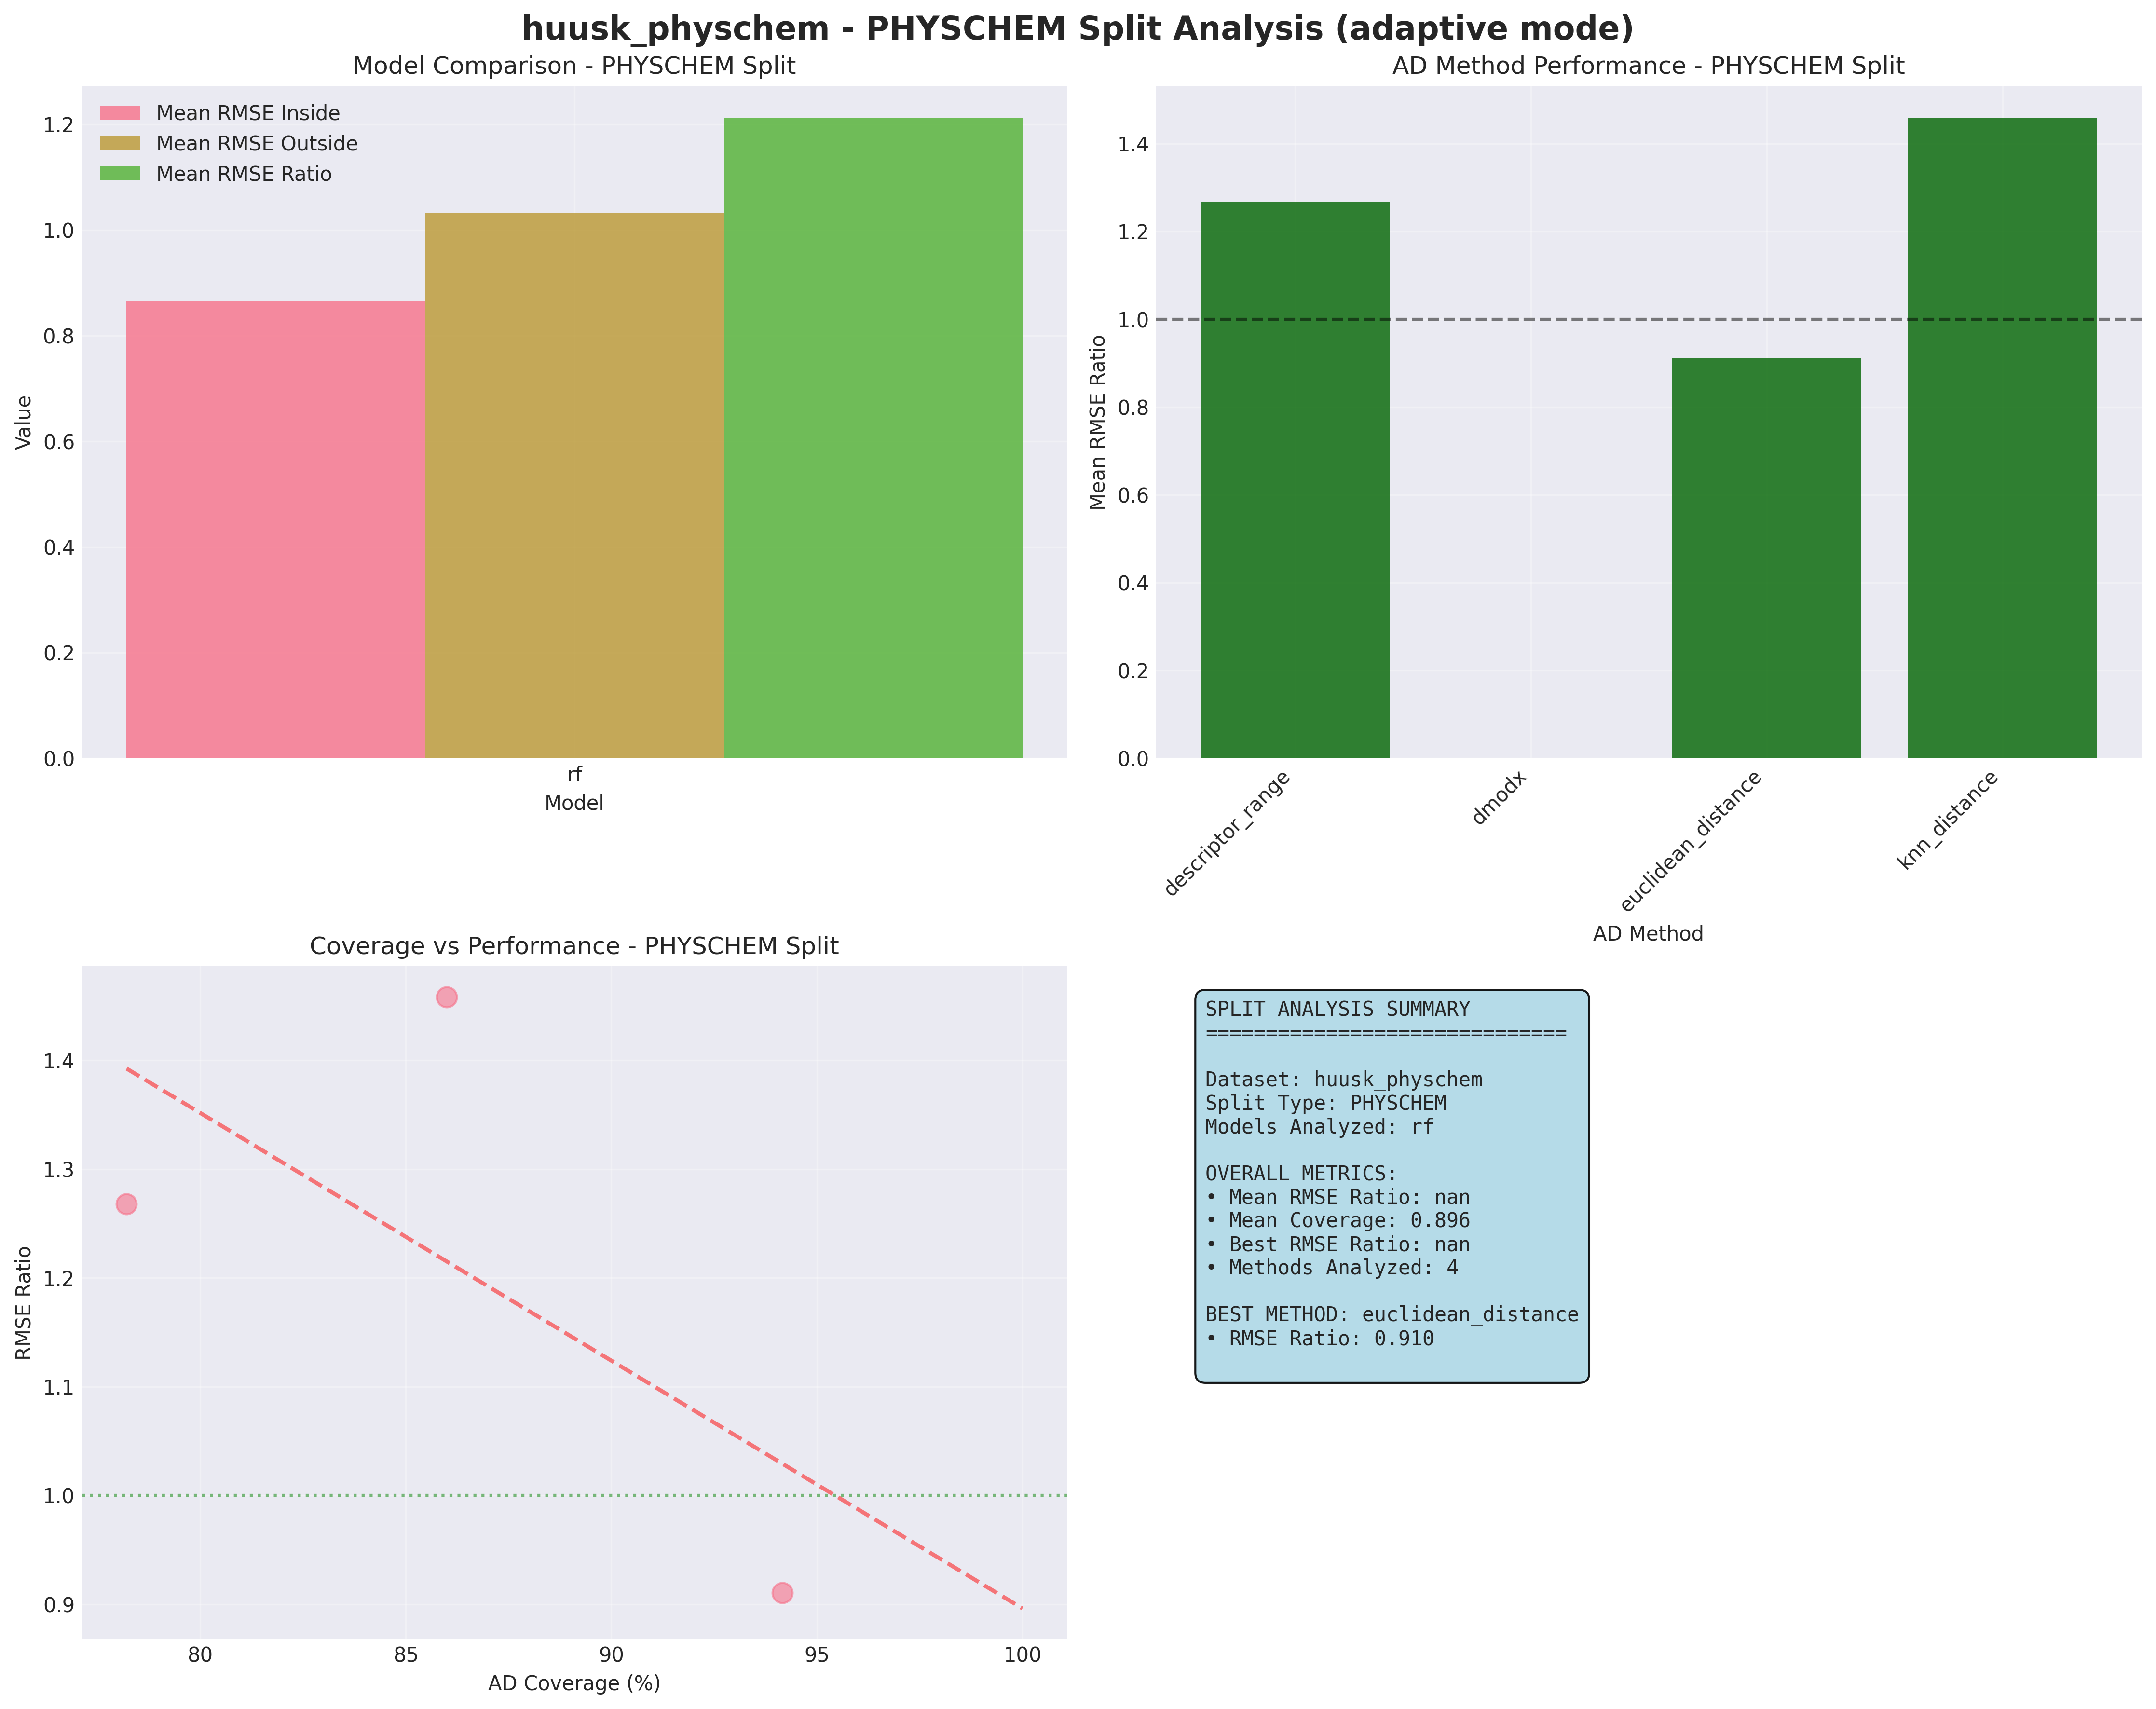 huusk_physchem - PHYSCHEM Split Analysis (adaptive mode)
Model Comparison - PHYSCHEM Split
Mean RMSE Inside
Mean RMSE Outside
Mean RMSE Ratio
Value
1.2
1.0
0.8
0.6
0.4
0.2
0.0
rf
Model
AD Method Performance - PHYSCHEM Split
Mean RMSE Ratio
1.4
1.2
1.0
0.8
0.6
0.4
0.2
0.0
descriptor_range
dmodx
euclidean_distance
knn_distance
AD Method
Coverage vs Performance - PHYSCHEM Split
RMSE Ratio
1.4
1.3
1.2
1.1
1.0
0.9
80
85
90
95
100
AD Coverage (%)
SPLIT ANALYSIS SUMMARY
==============================
Dataset: huusk_physchem
Split Type: PHYSCHEM
Models Analyzed: rf
OVERALL METRICS:
• Mean RMSE Ratio: nan
• Mean Coverage: 0.896
• Best RMSE Ratio: nan
• Methods Analyzed: 4
BEST METHOD: euclidean_distance
• RMSE Ratio: 0.910